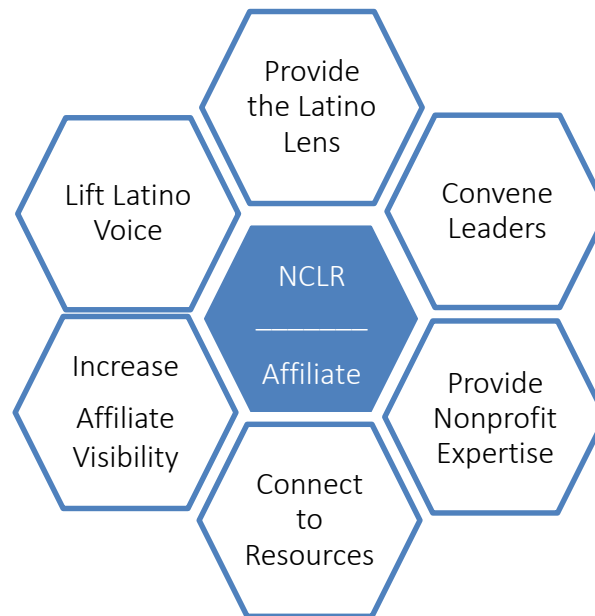 Provide
the Latino
Lens
Lift Latino
Voice
Convene
Leaders
NCLR
________
Affiliate
Increase
Affiliate
Visibility
Provide
Nonprofit
Expertise
Connect
to
Resources